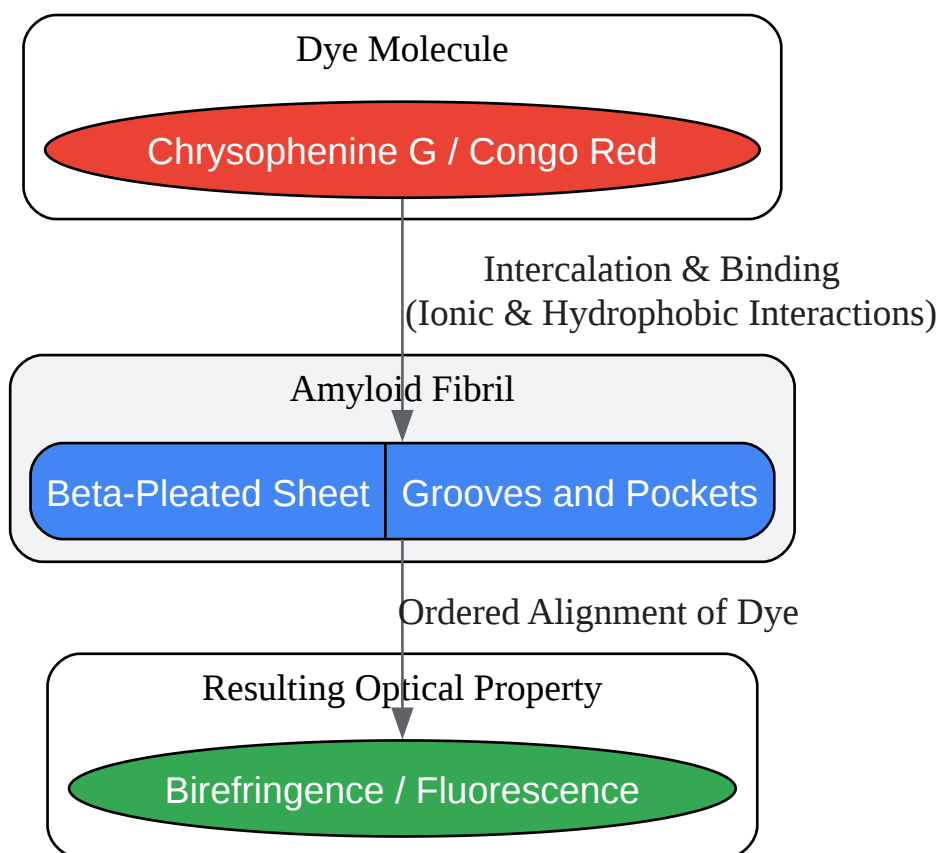 Dye Molecule
Chrysophenine G / Congo Red
Intercalation & Binding
(Ionic & Hydrophobic Interactions)
Amyloid Fibril
Beta-Pleated Sheet
Grooves and Pockets
Ordered Alignment of Dye
Resulting Optical Property
Birefringence / Fluorescence